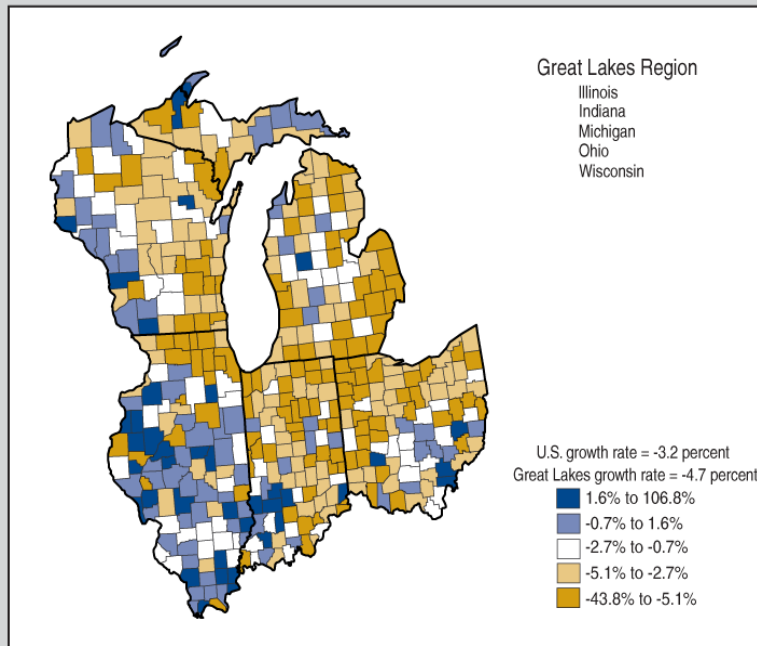 Great Lakes Region
Illinois
Indiana
Michigan
Ohio
Wisconsin
U.S. growth rate = -3.2 percent
Great Lakes growth rate = -4.7 percent
1.6% to 106.8%
-0.7% to 1.6%
-2.7% to -0.7%
-5.1% to -2.7%
-43.8% to -5.1%